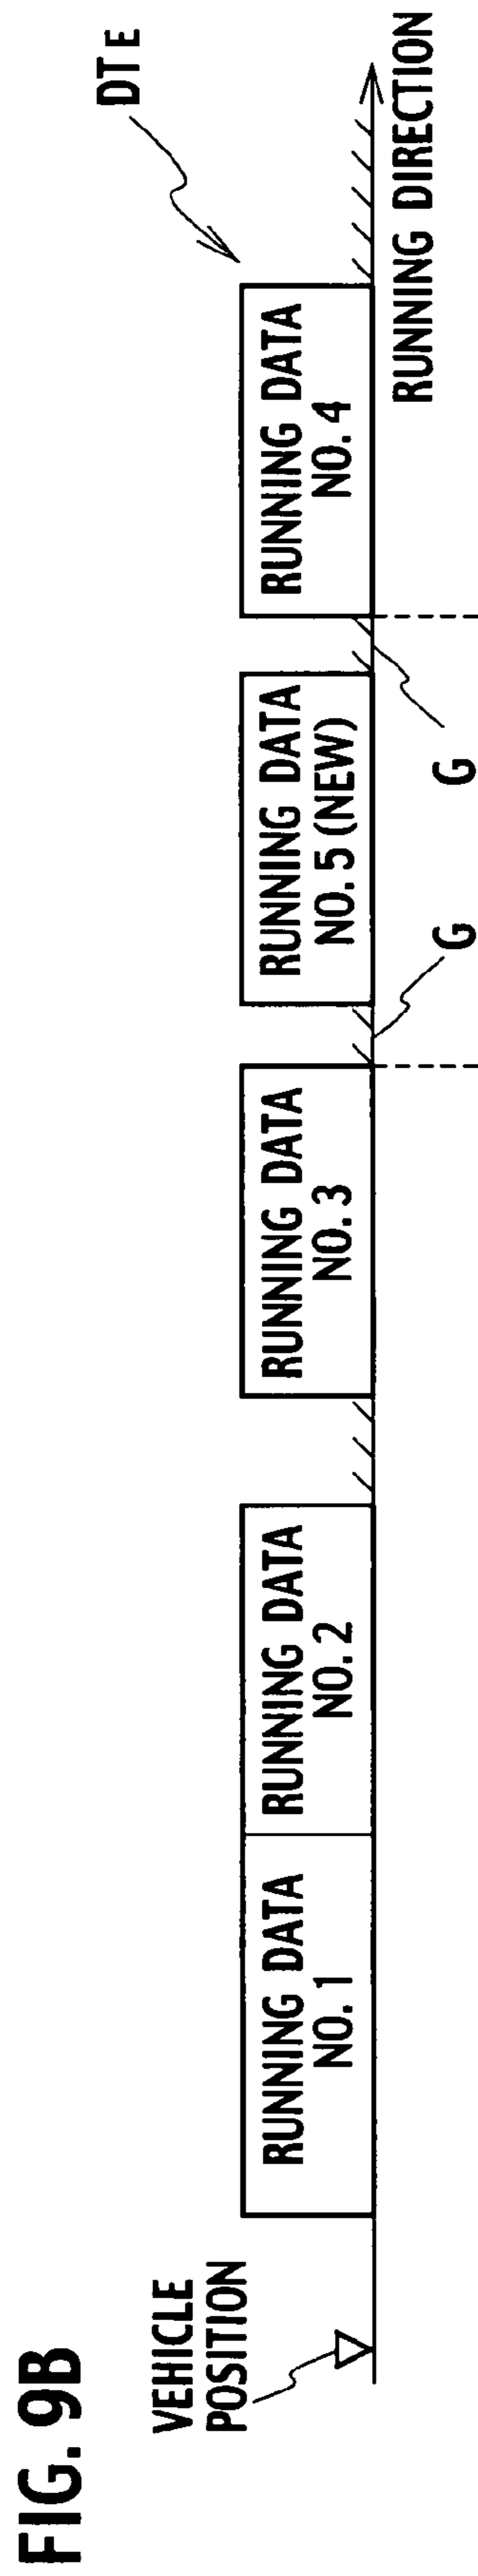 FIG. 9B
VEHICLE
POSITION
RUNNING DATA
NO. 1
RUNNING DATA
NO. 2
RUNNING DATA
NO. 3
RUNNING DATA
NO. 5 (NEW)
RUNNING DATA
NO. 4
DTE
G
G
RUNNING DIRECTION